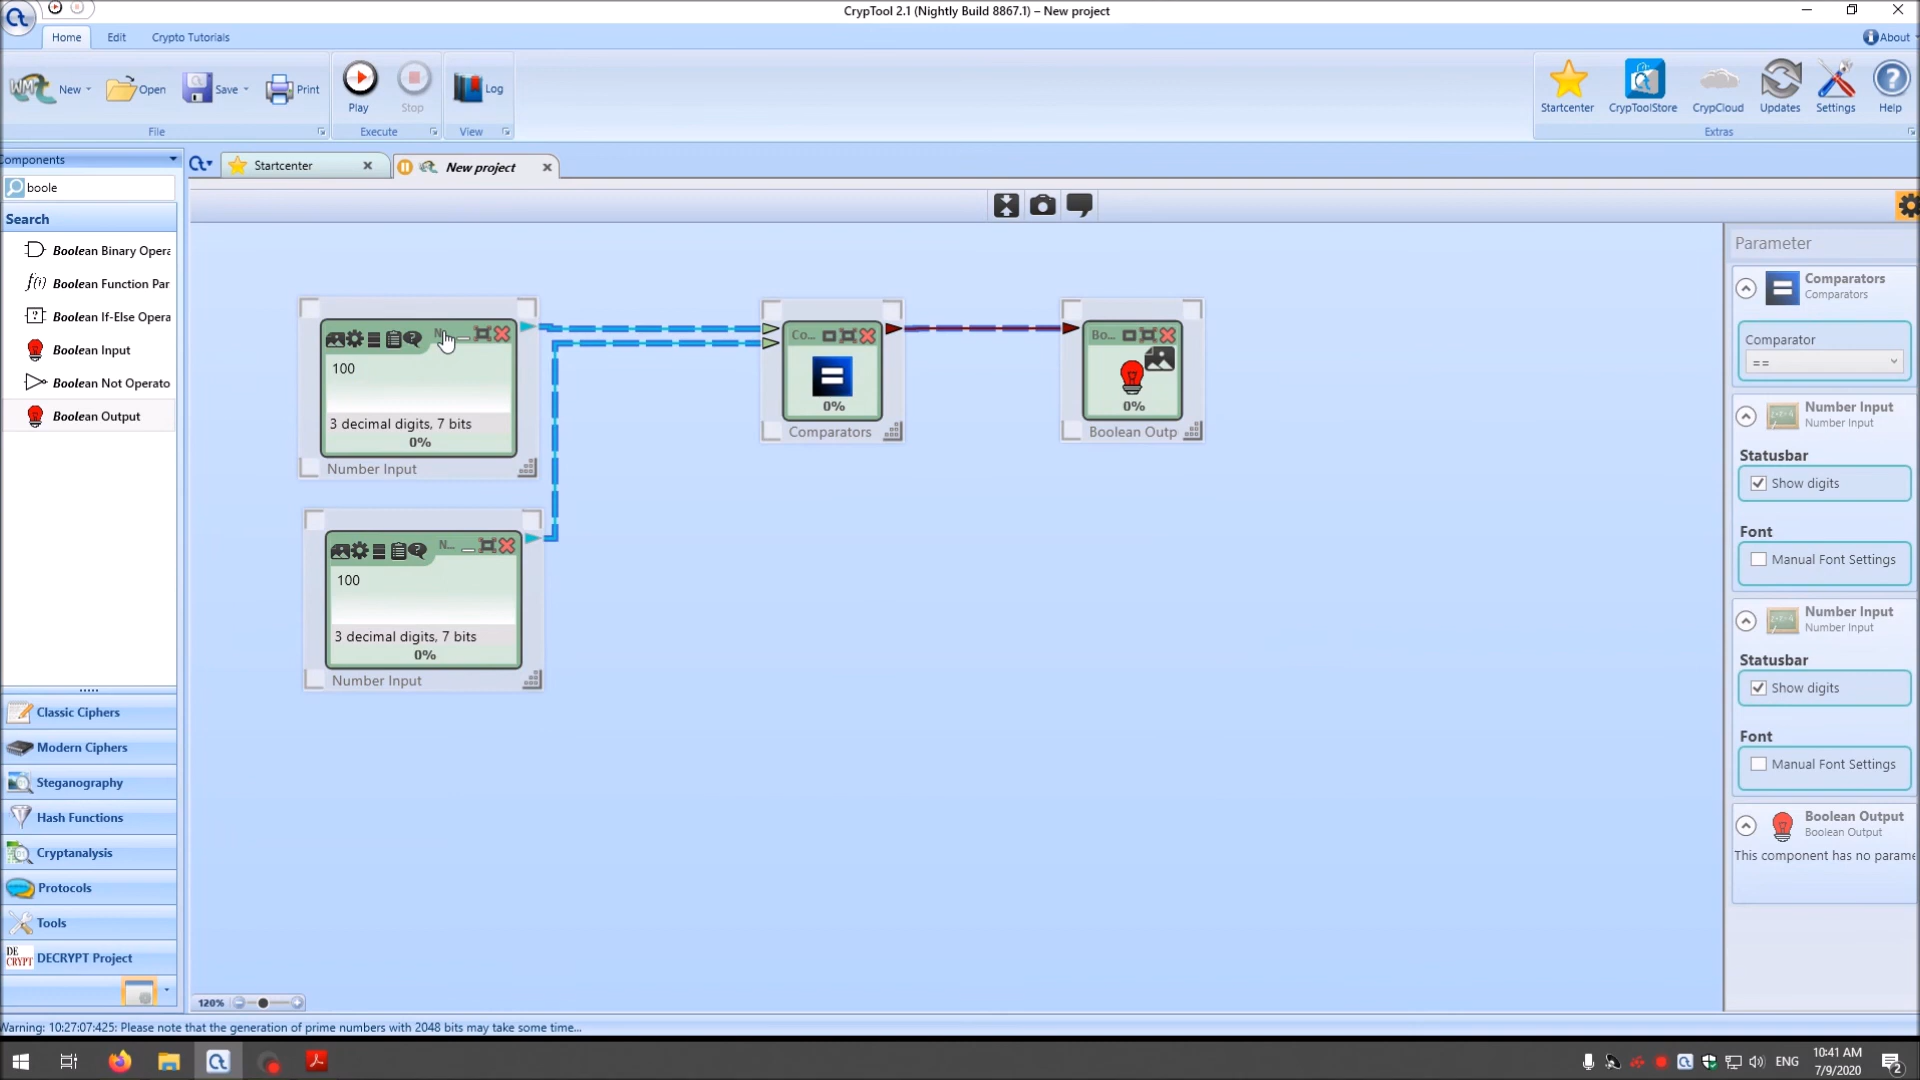 CrypTool 2.1 (Nightly Build 8867.1) – New project
Home Edit Crypto Tutorials
About
New Open Save Print
Play Stop
Log
Startcenter CrypToolStore CrypCloud Updates Settings Help
File Execute View Extras
Components
Startcenter New project
boole
Search
Boolean Binary Opera
Boolean Function Par
Boolean If-Else Opera
Boolean Input
Boolean Not Operato
Boolean Output
Classic Ciphers
Modern Ciphers
Steganography
Hash Functions
Cryptanalysis
Protocols
Tools
DE
CRYPT DECRYPT Project
100
3 decimal digits, 7 bits
0%
Number Input
N...
100
3 decimal digits, 7 bits
0%
Number Input
Co...
0%
Comparators
Bo...
0%
Boolean Outp
Parameter
Comparators
Comparators
Comparator
==
Number Input
Number Input
Statusbar
Show digits
Font
Manual Font Settings
Number Input
Number Input
Statusbar
Show digits
Font
Manual Font Settings
Boolean Output
Boolean Output
This component has no parame
120%
Warning: 10:27:07:425: Please note that the generation of prime numbers with 2048 bits may take some time...
ENG
10:41 AM
7/9/2020
2